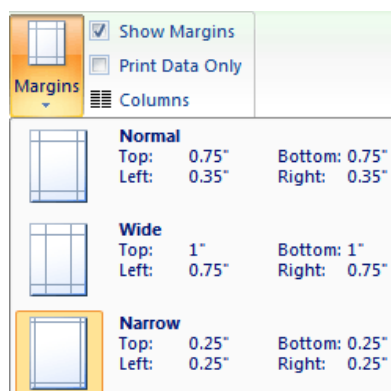 Show Margins
Print Data Only
Margins
Columns
Normal
Top: 0.75" Bottom: 0.75"
Left: 0.35" Right: 0.35"
Wide
Top: 1" Bottom: 1"
Left: 0.75" Right: 0.75"
Narrow
Top: 0.25" Bottom: 0.25"
Left: 0.25" Right: 0.25"